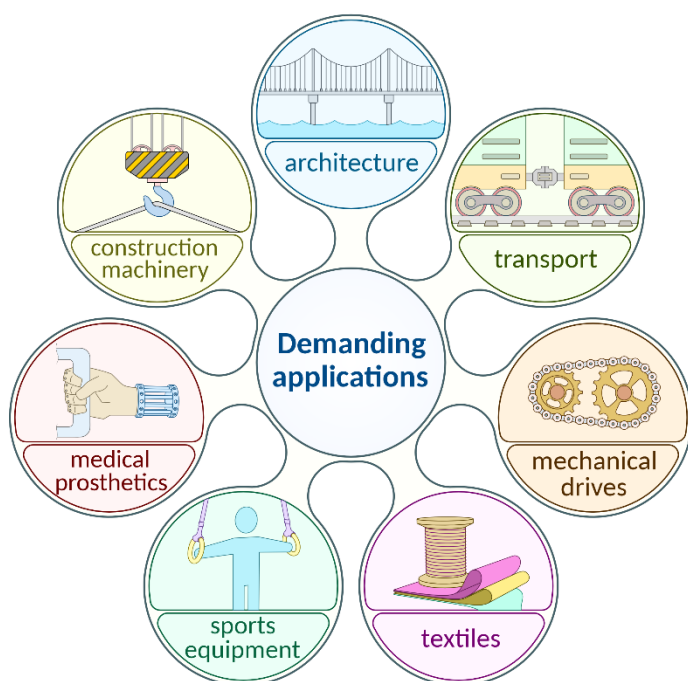 Demanding
applications
architecture
transport
mechanical
drives
textiles
sports
equipment
medical
prosthetics
construction
machinery